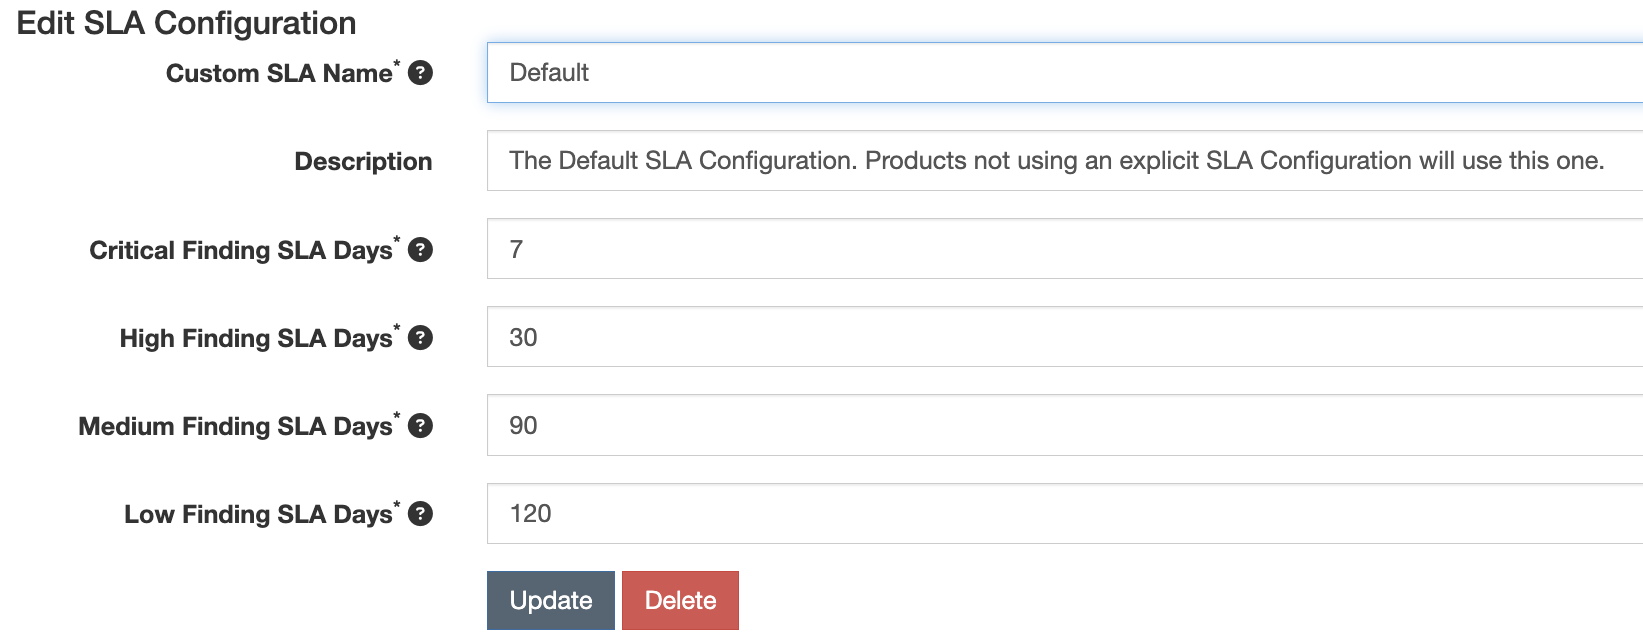 Edit SLA Configuration
Custom SLA Name* ? Default
Description The Default SLA Configuration. Products not using an explicit SLA Configuration will use this one.
Critical Finding SLA Days* ? 7
High Finding SLA Days* ? 30
Medium Finding SLA Days* ? 90
Low Finding SLA Days* ? 120
Update Delete